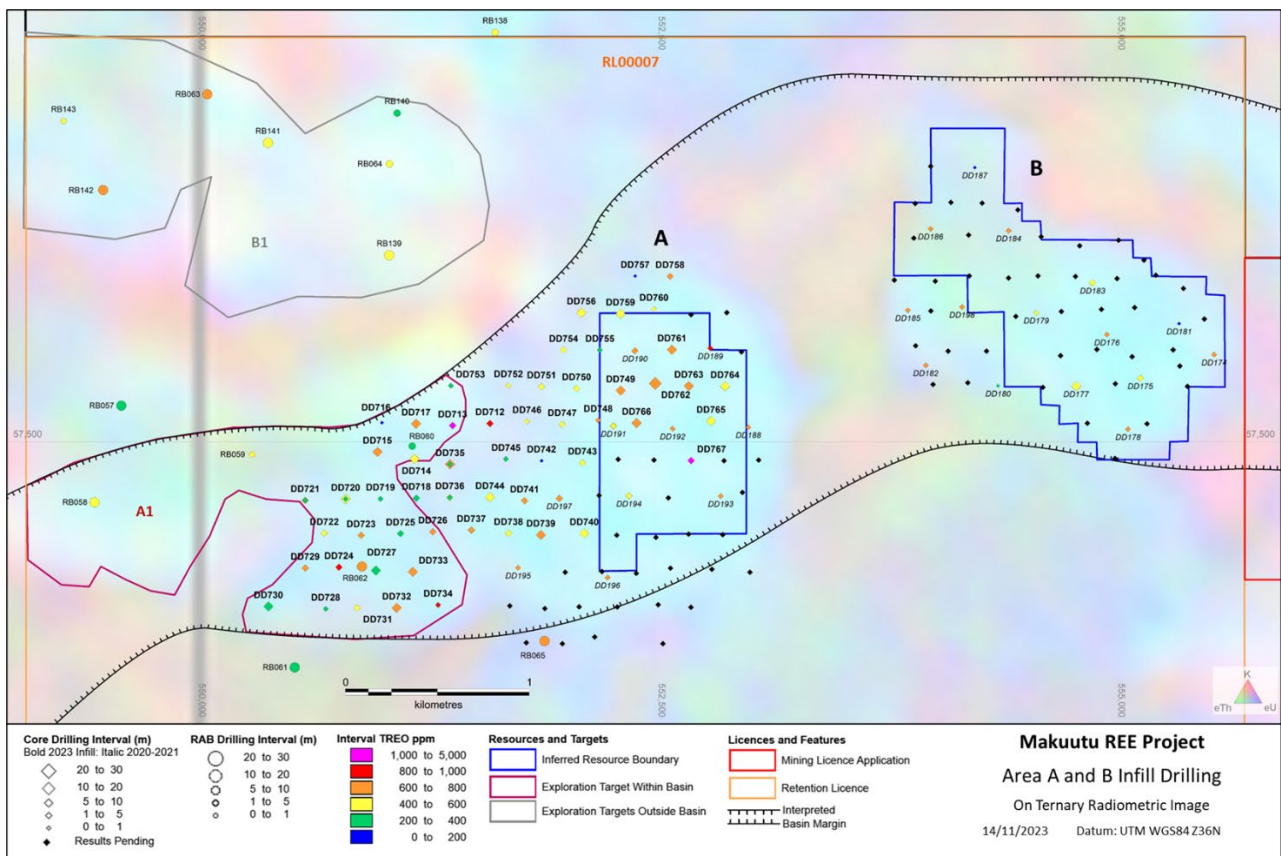 RB138
550,000
552,500
555,000
RL00007
RB063
RB140
RB143
RB141
RB064
B
RB142
DD187
B1
A
DD186
DD184
RB139
DD757
DD758
DD183
DD756
DD759
DD760
DD185
DD198
DD179
DD181
DD754
DD755
DD761
DD176
DD190
DD189
DD174
DD753
DD752
DD751
DD750
DD749
DD763
DD764
DD182
DD175
DD762
DD180
DD177
RB057
DD716
DD717
DD713
DD712
DD746
DD747
DD748
DD766
DD765
DD191
DD192
DD188
DD178
57,500
57,500
RB060
DD715
RB059
DD714
DD735
DD745
DD742
DD743
DD767
RB058
A1
DD721
DD720
DD719
DD718
DD736
DD744
DD741
DD197
DD194
DD193
DD722
DD723
DD725
DD726
DD737
DD738
DD739
DD740
DD729
DD724
DD727
DD733
RB062
DD195
DD196
DD730
DD728
DD731
DD732
DD734
RB065
RB061
0 1
kilometres
550,000
552,500
555,000
K
eTh eU
Core Drilling Interval (m)
Bold 2023 Infill: Italic 2020-2021
20 to 30
10 to 20
5 to 10
1 to 5
0 to 1
Results Pending
RAB Drilling Interval (m)
20 to 30
10 to 20
5 to 10
1 to 5
0 to 1
Interval TREO ppm
1,000 to 5,000
800 to 1,000
600 to 800
400 to 600
200 to 400
0 to 200
Resources and Targets
Inferred Resource Boundary
Exploration Target Within Basin
Exploration Targets Outside Basin
Licences and Features
Mining Licence Application
Retention Licence
Interpreted
Basin Margin
Makuutu REE Project
Area A and B Infill Drilling
On Ternary Radiometric Image
14/11/2023 Datum: UTM WGS84 Z36N